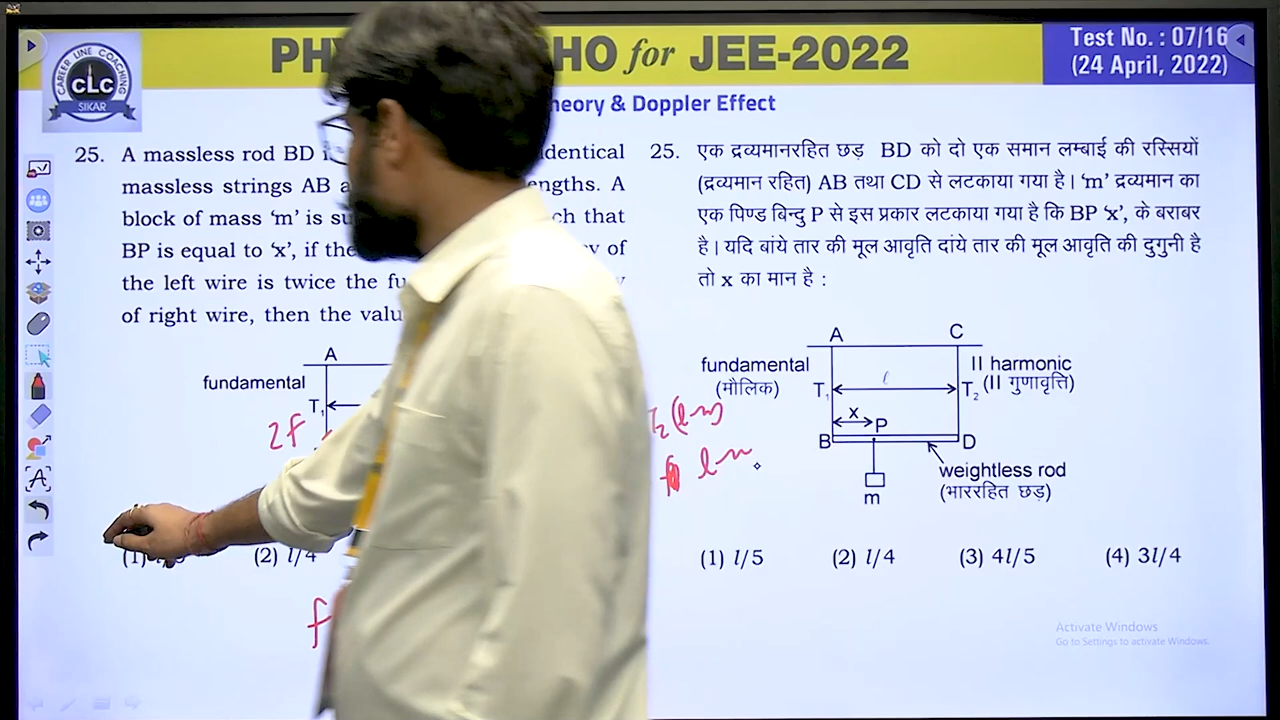 PHY HO for JEE-2022
Test No. : 07/16
(24 April, 2022)
CAREER LINE COACHING
CLC
SIKAR
heory & Doppler Effect
25. A massless rod BD i identical
massless strings AB a engths. A
block of mass ‘m’ is su ch that
BP is equal to ‘x’, if the y of
the left wire is twice the fu y
of right wire, then the valu
A
fundamental
T₁
2f
(2) l/4
f
25. एक द्रव्यमानरहित छड़ BD को दो एक समान लम्बाई की रस्सियों
(द्रव्यमान रहित) AB तथा CD से लटकाया गया है। ‘m’ द्रव्यमान का
एक पिण्ड बिन्दु P से इस प्रकार लटकाया गया है कि BP ‘x’, के बराबर
है। यदि बांये तार की मूल आवृति दांये तार की मूल आवृति की दुगुनी है
तो x का मान है :
A C
fundamental
(मौलिक)
II harmonic
(II गुणावृत्ति)
T₁ l T₂
x
P
B D
m
weightless rod
(भाररहित छड़)
(1) l/5 (2) l/4 (3) 4l/5 (4) 3l/4
Activate Windows
Go to Settings to activate Windows.